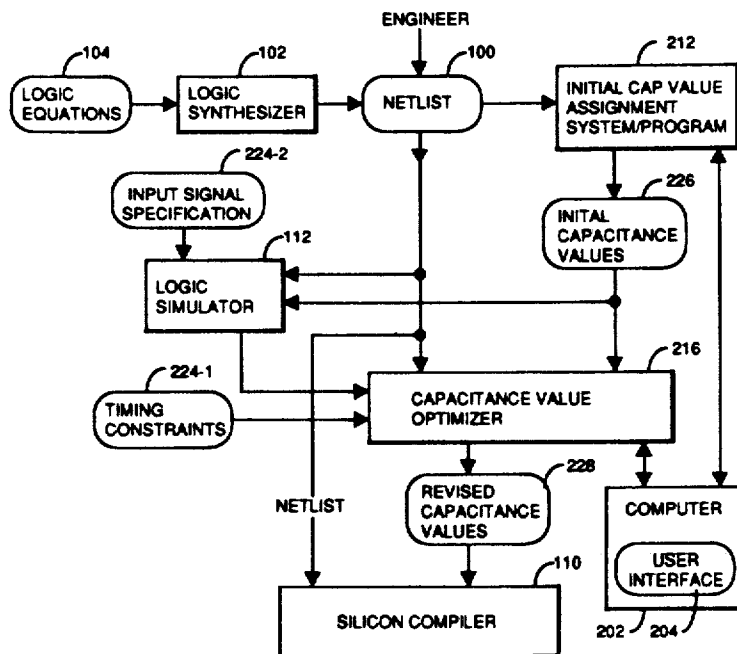 ENGINEER
104
102
100
212
LOGIC
EQUATIONS
LOGIC
SYNTHESIZER
NETLIST
INITIAL CAP VALUE
ASSIGNMENT
SYSTEM/PROGRAM
224-2
INPUT SIGNAL
SPECIFICATION
226
INITAL
CAPACITANCE
VALUES
112
LOGIC
SIMULATOR
216
224-1
TIMING
CONSTRAINTS
CAPACITANCE VALUE
OPTIMIZER
228
REVISED
CAPACITANCE
VALUES
NETLIST
COMPUTER
USER
INTERFACE
110
SILICON COMPILER
202
204